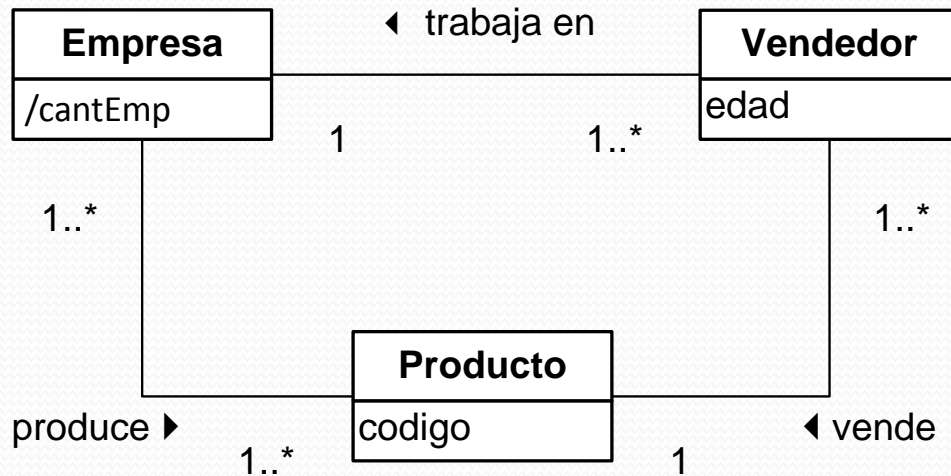 Empresa
◄ trabaja en
Vendedor
/cantEmp
edad
1
1..*
1..*
1..*
Producto
codigo
produce ►
◄ vende
1..*
1